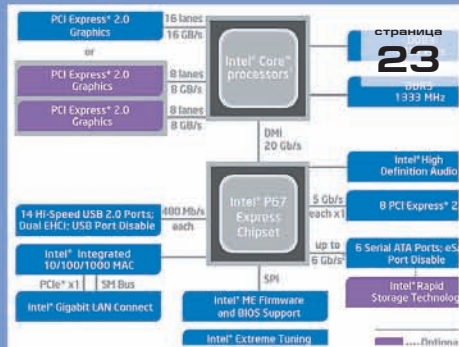 PCI Express* 2.0
Graphics
16 lanes
16 GB/s
or
PCI Express* 2.0
Graphics
8 lanes
8 GB/s
PCI Express* 2.0
Graphics
8 lanes
8 GB/s
Intel® Core™
processors
страница
23
DDR3
1333 MHz
DMI
20 Gb/s
Intel® High
Definition Audio
Intel® P67
Express
Chipset
14 Hi-Speed USB 2.0 Ports;
Dual EHCI; USB Port Disable
480 Mb/s
each
5 Gb/s
each x1
8 PCI Express* 2
Intel® Integrated
10/100/1000 MAC
up to
6 Gb/s
6 Serial ATA Ports; eS
Port Disable
PCIe* x1
SM Bus
SPI
Intel® Rapid
Storage Technolog
Intel® Gigabit LAN Connect
Intel® ME Firmware
and BIOS Support
Intel® Extreme Tuning
Optiona